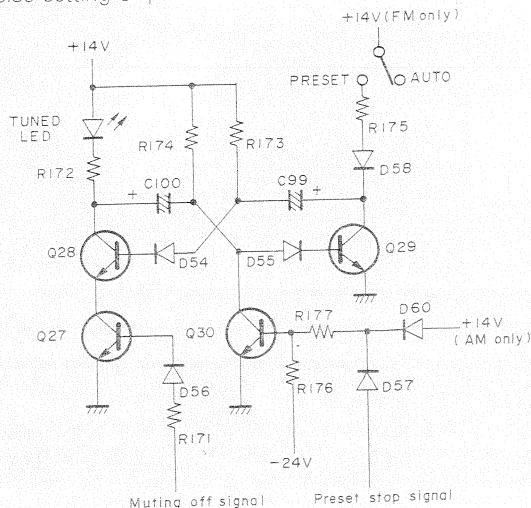 +14V(FM only)
+14V
PRESET
AUTO
TUNED
LED
R174
R173
R175
R172
C100
C99
D58
+
+
Q28
D54
D55
Q29
Q27
Q30
R177
D60
+14V
(AM only)
D56
R176
D57
R171
-24V
Muting off signal
Preset stop signal